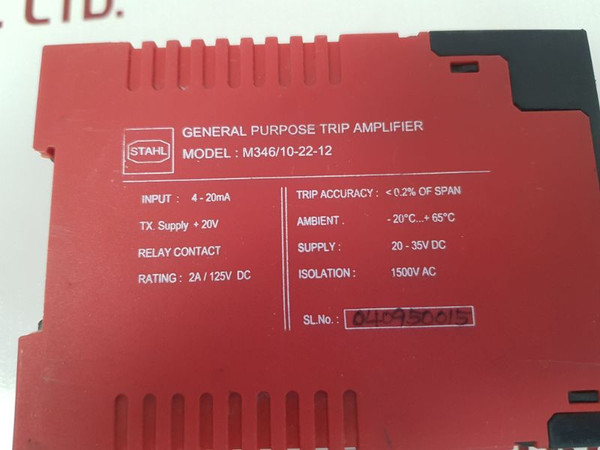 LTD.
STAHL
GENERAL PURPOSE TRIP AMPLIFIER
MODEL : M346/10-22-12
INPUT : 4 - 20mA
TX. Supply + 20V
RELAY CONTACT
RATING : 2A / 125V DC
TRIP ACCURACY : < 0.2% OF SPAN
AMBIENT . - 20°C...+ 65°C
SUPPLY : 20 - 35V DC
ISOLATION : 1500V AC
SL.No. : 040950015